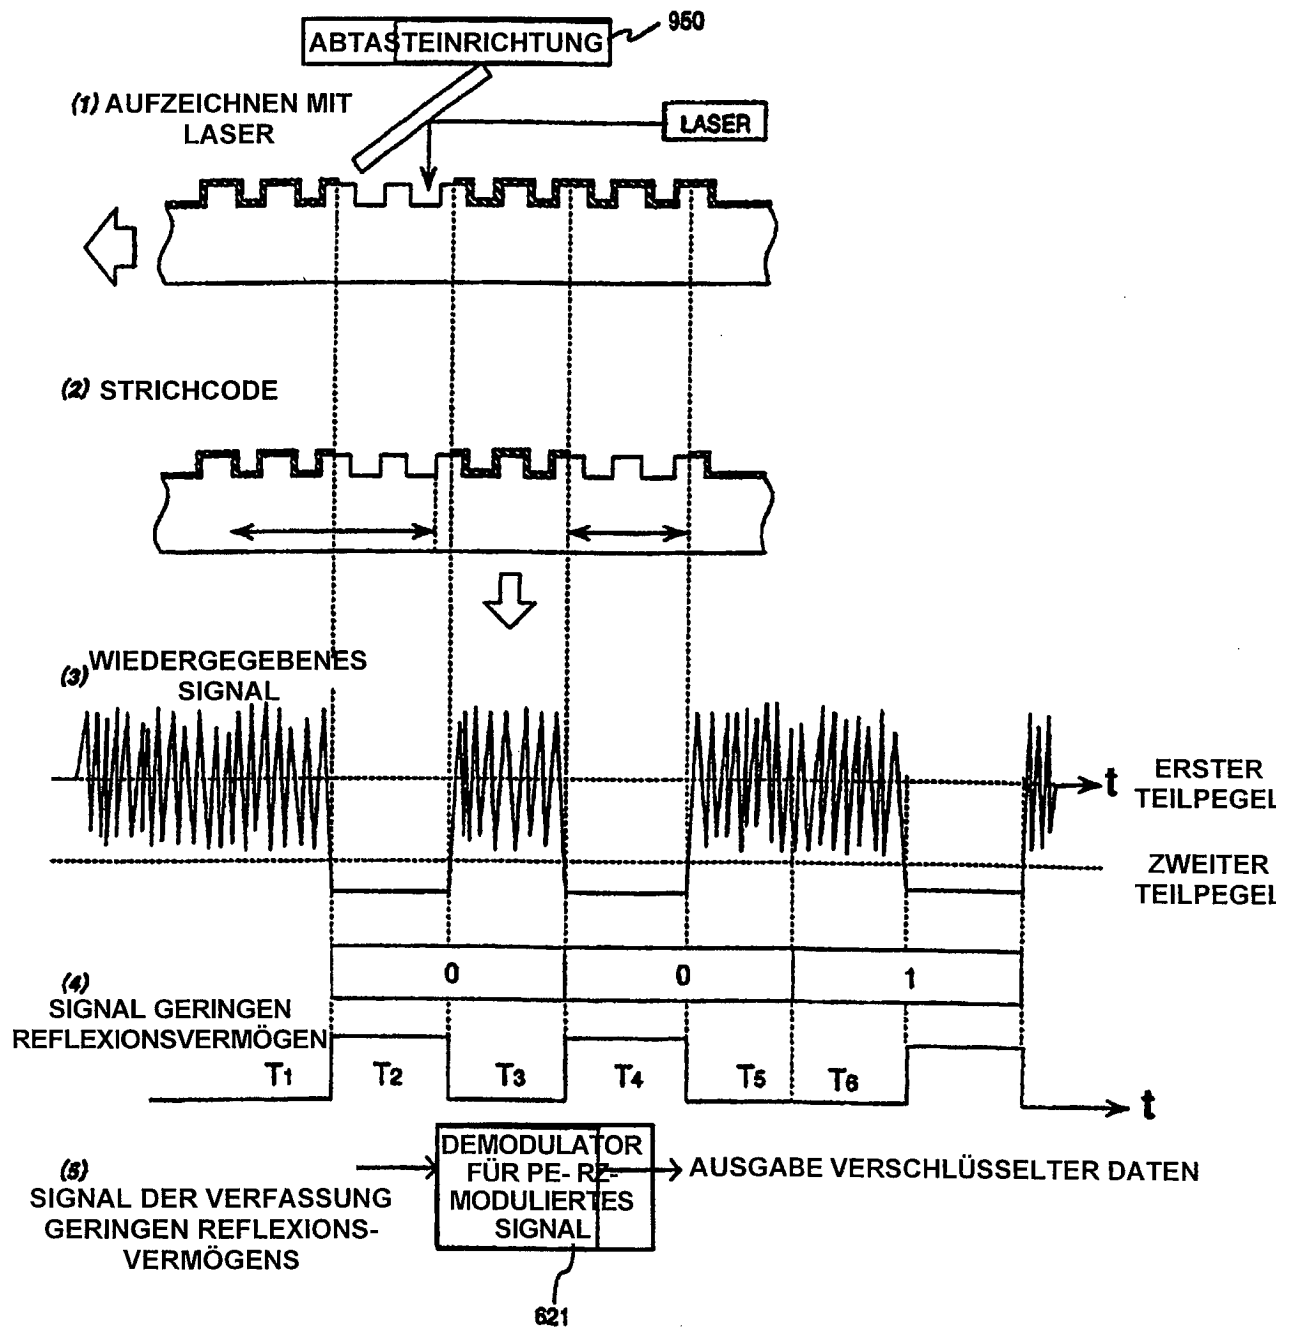 950
ABTASTEINRICHTUNG
(1) AUFZEICHNEN MIT
LASER
LASER
(2) STRICHCODE
(3) WIEDERGEGEBENES
SIGNAL
t
ERSTER
TEILPEGEL
ZWEITER
TEILPEGEL
0 0 1
(4)
SIGNAL GERINGEN
REFLEXIONSVERMÖGEN
T1 T2 T3 T4 T5 T6
t
(5)
SIGNAL DER VERFASSUNG
GERINGEN REFLEXIONS-
VERMÖGENS
DEMODULATOR
FÜR PE- RZ-
MODULIERTES
SIGNAL
AUSGABE VERSCHLÜSSELTER DATEN
621